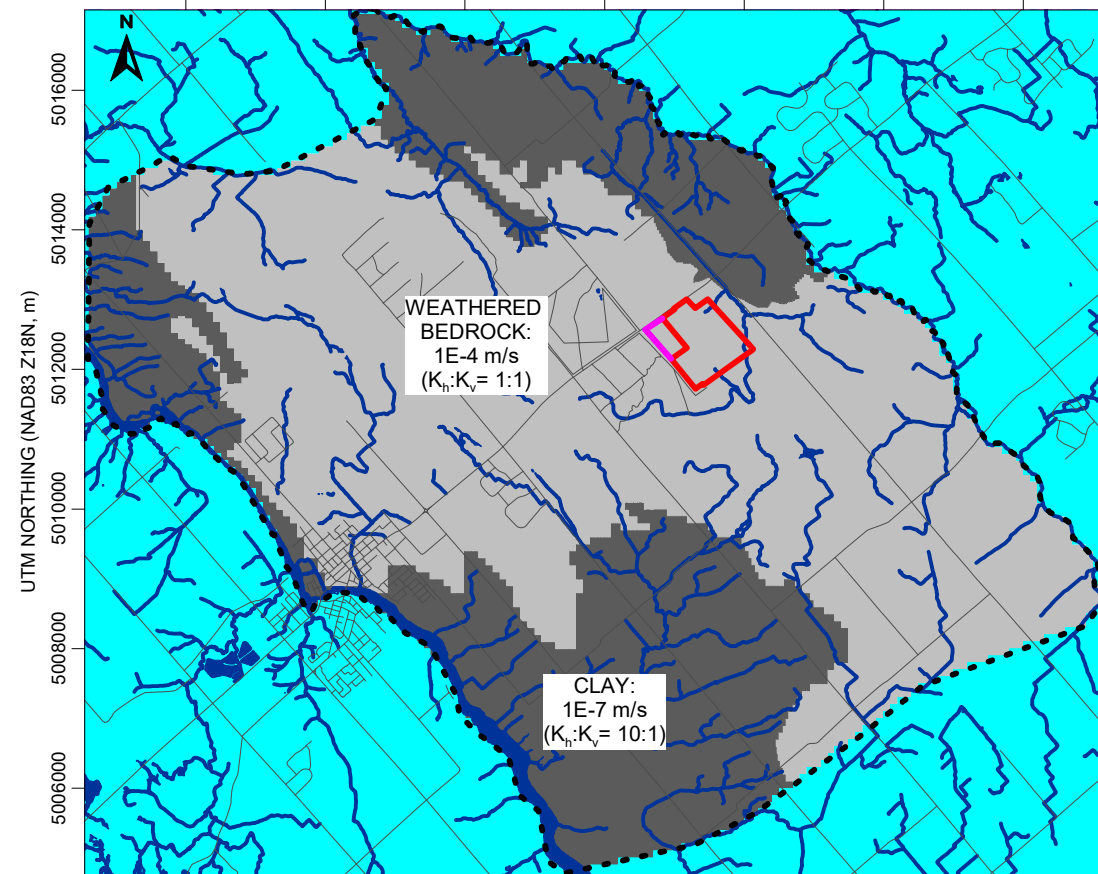 N
5016000
5014000
5012000
5010000
5008000
5006000
UTM NORTHING (NAD83 Z18N, m)
WEATHERED
BEDROCK:
1E-4 m/s
(Kh:Kv= 1:1)
CLAY:
1E-7 m/s
(Kh:Kv= 10:1)